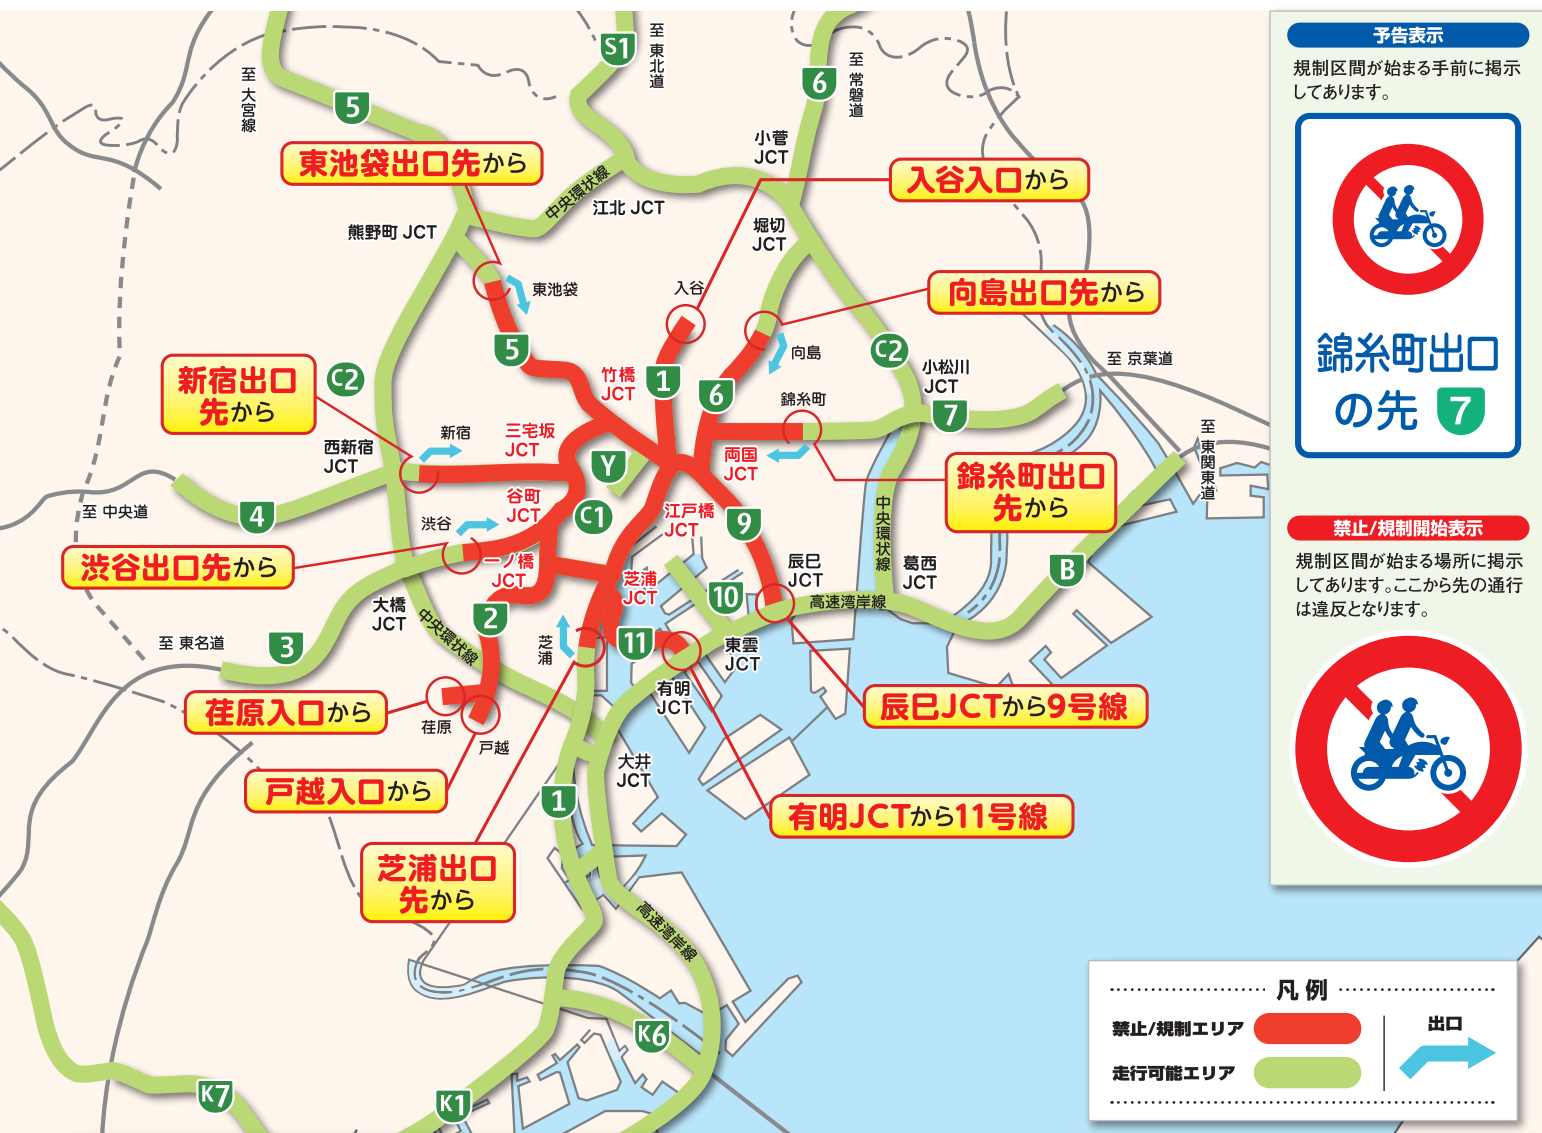 S1
至 東北道
6
至 常磐道
至 大宮線
5
小菅
JCT
東池袋出口先から
中央環状線
江北 JCT
入谷入口から
熊野町 JCT
堀切
JCT
東池袋
入谷
向島出口先から
5
向島
C2
小松川
JCT
至 京葉道
新宿出口
先から
C2
竹橋
JCT
1
6
錦糸町
7
新宿
三宅坂
JCT
西新宿
JCT
両国
JCT
至 東関東道
Y
錦糸町出口
先から
谷町
JCT
C1
江戸橋
JCT
9
中央環状線
至 中央道
4
渋谷
渋谷出口先から
一ノ橋
JCT
芝浦
JCT
辰巳
JCT
葛西
JCT
B
10
高速湾岸線
大橋
JCT
2
中央環状線
芝浦
11
東雲
JCT
至 東名道
3
有明
JCT
荏原入口から
荏原
戸越
辰巳JCTから9号線
戸越入口から
大井
JCT
1
有明JCTから11号線
芝浦出口
先から
高速湾岸線
K6
K7
K1
予告表示
規制区間が始まる手前に掲示
してあります。
錦糸町出口
の先 7
禁止/規制開始表示
規制区間が始まる場所に掲示
してあります。ここから先の通行
は違反となります。
凡例
禁止/規制エリア
走行可能エリア
出口